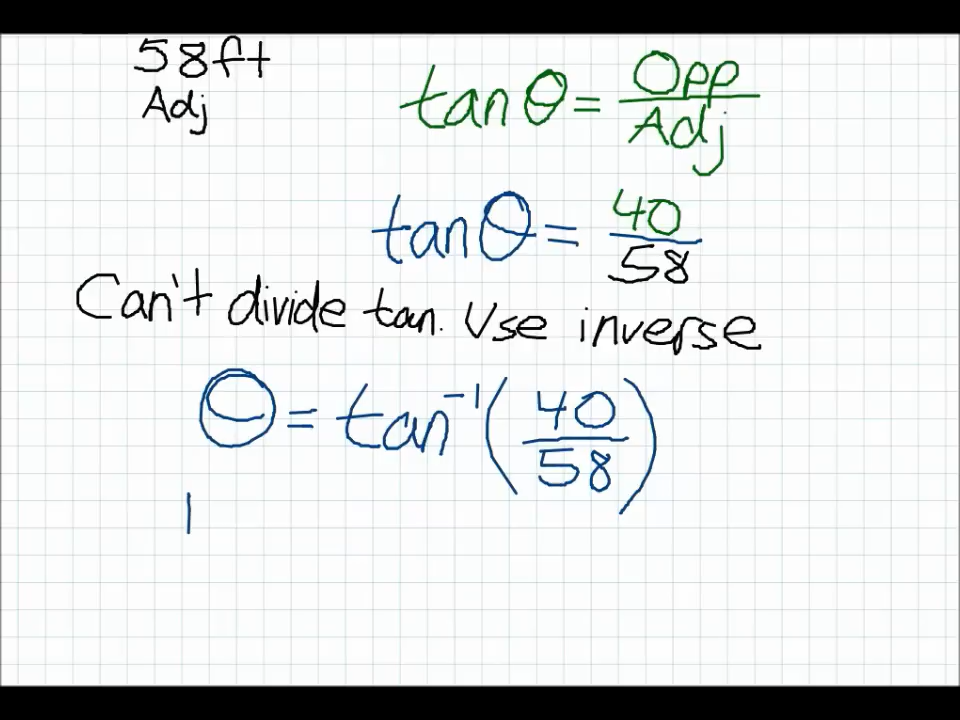 58ft
Adj
tanθ = Opp/Adj
tanθ = 40/58
Can't divide tan. Use inverse
θ = tan⁻¹(40/58)